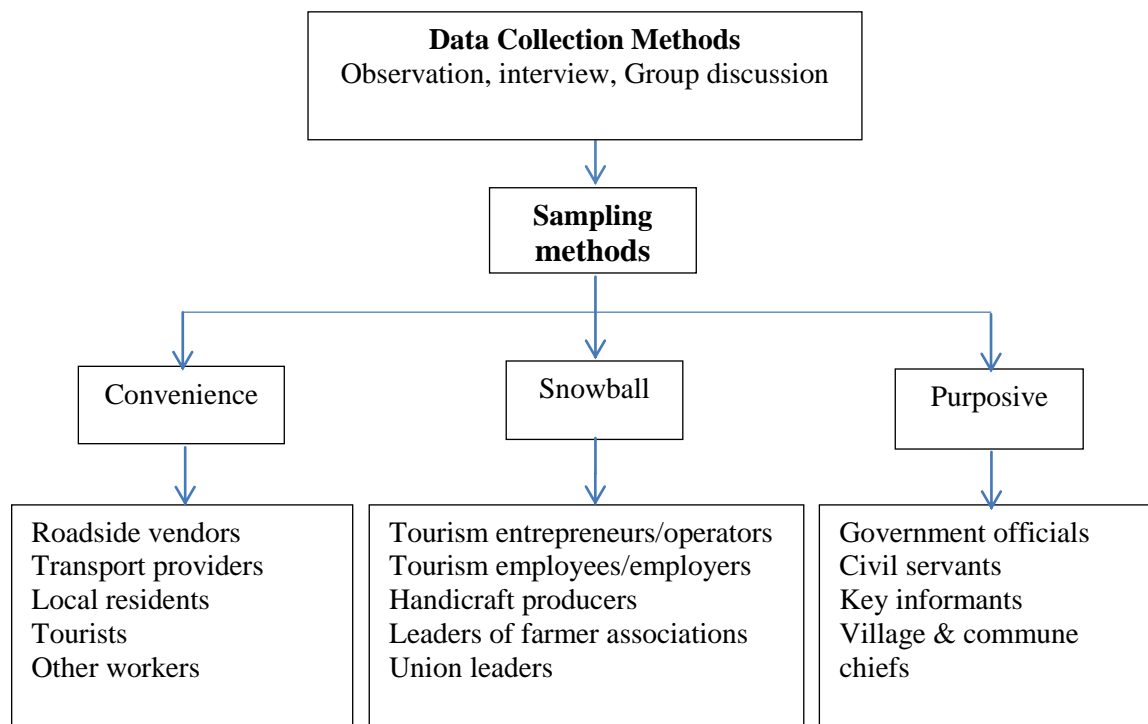 Data Collection Methods
Observation, interview, Group discussion
Sampling
methods
Convenience
Snowball
Purposive
Roadside vendors
Transport providers
Local residents
Tourists
Other workers
Tourism entrepreneurs/operators
Tourism employees/employers
Handicraft producers
Leaders of farmer associations
Union leaders
Government officials
Civil servants
Key informants
Village & commune
chiefs